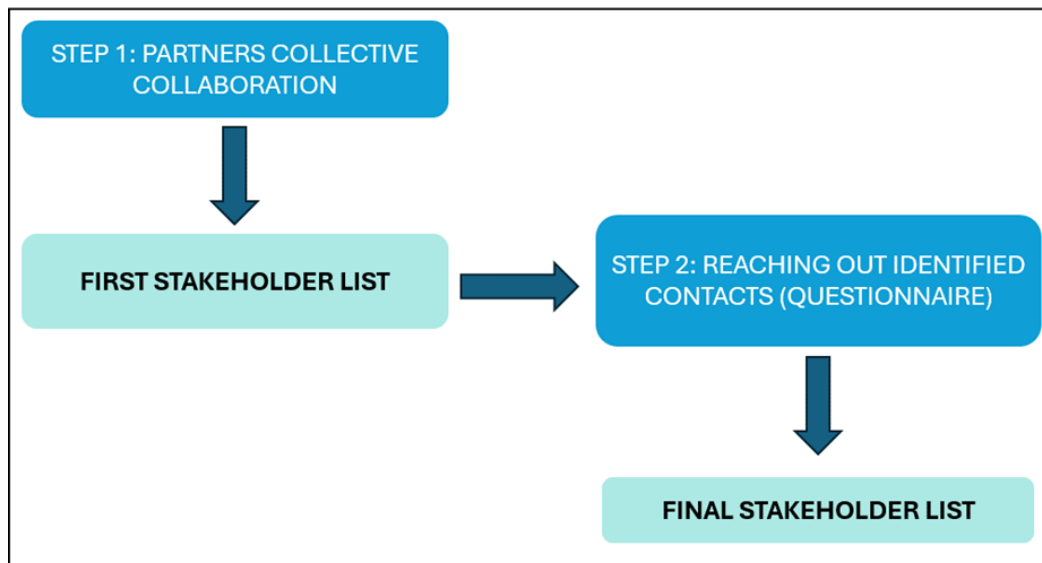 STEP 1: PARTNERS COLLECTIVE
COLLABORATION
FIRST STAKEHOLDER LIST
STEP 2: REACHING OUT IDENTIFIED
CONTACTS (QUESTIONNAIRE)
FINAL STAKEHOLDER LIST